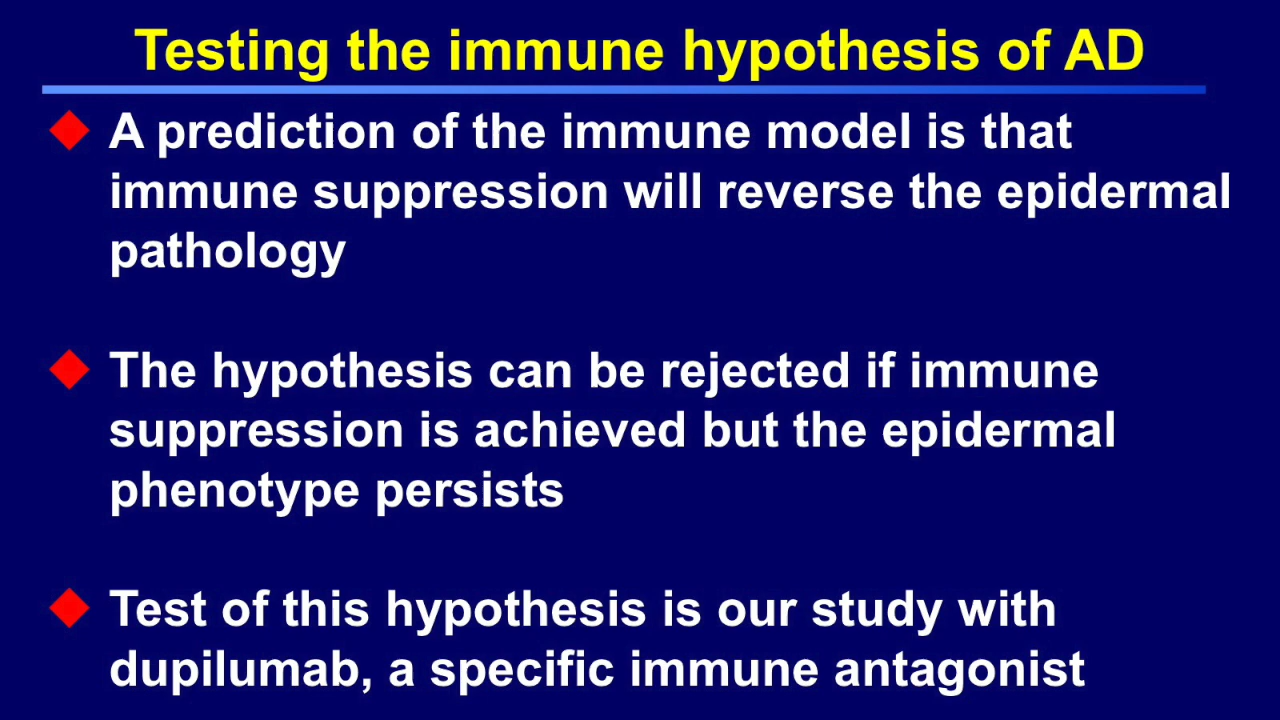 Testing the immune hypothesis of AD
A prediction of the immune model is that
immune suppression will reverse the epidermal
pathology
The hypothesis can be rejected if immune
suppression is achieved but the epidermal
phenotype persists
Test of this hypothesis is our study with
dupilumab, a specific immune antagonist